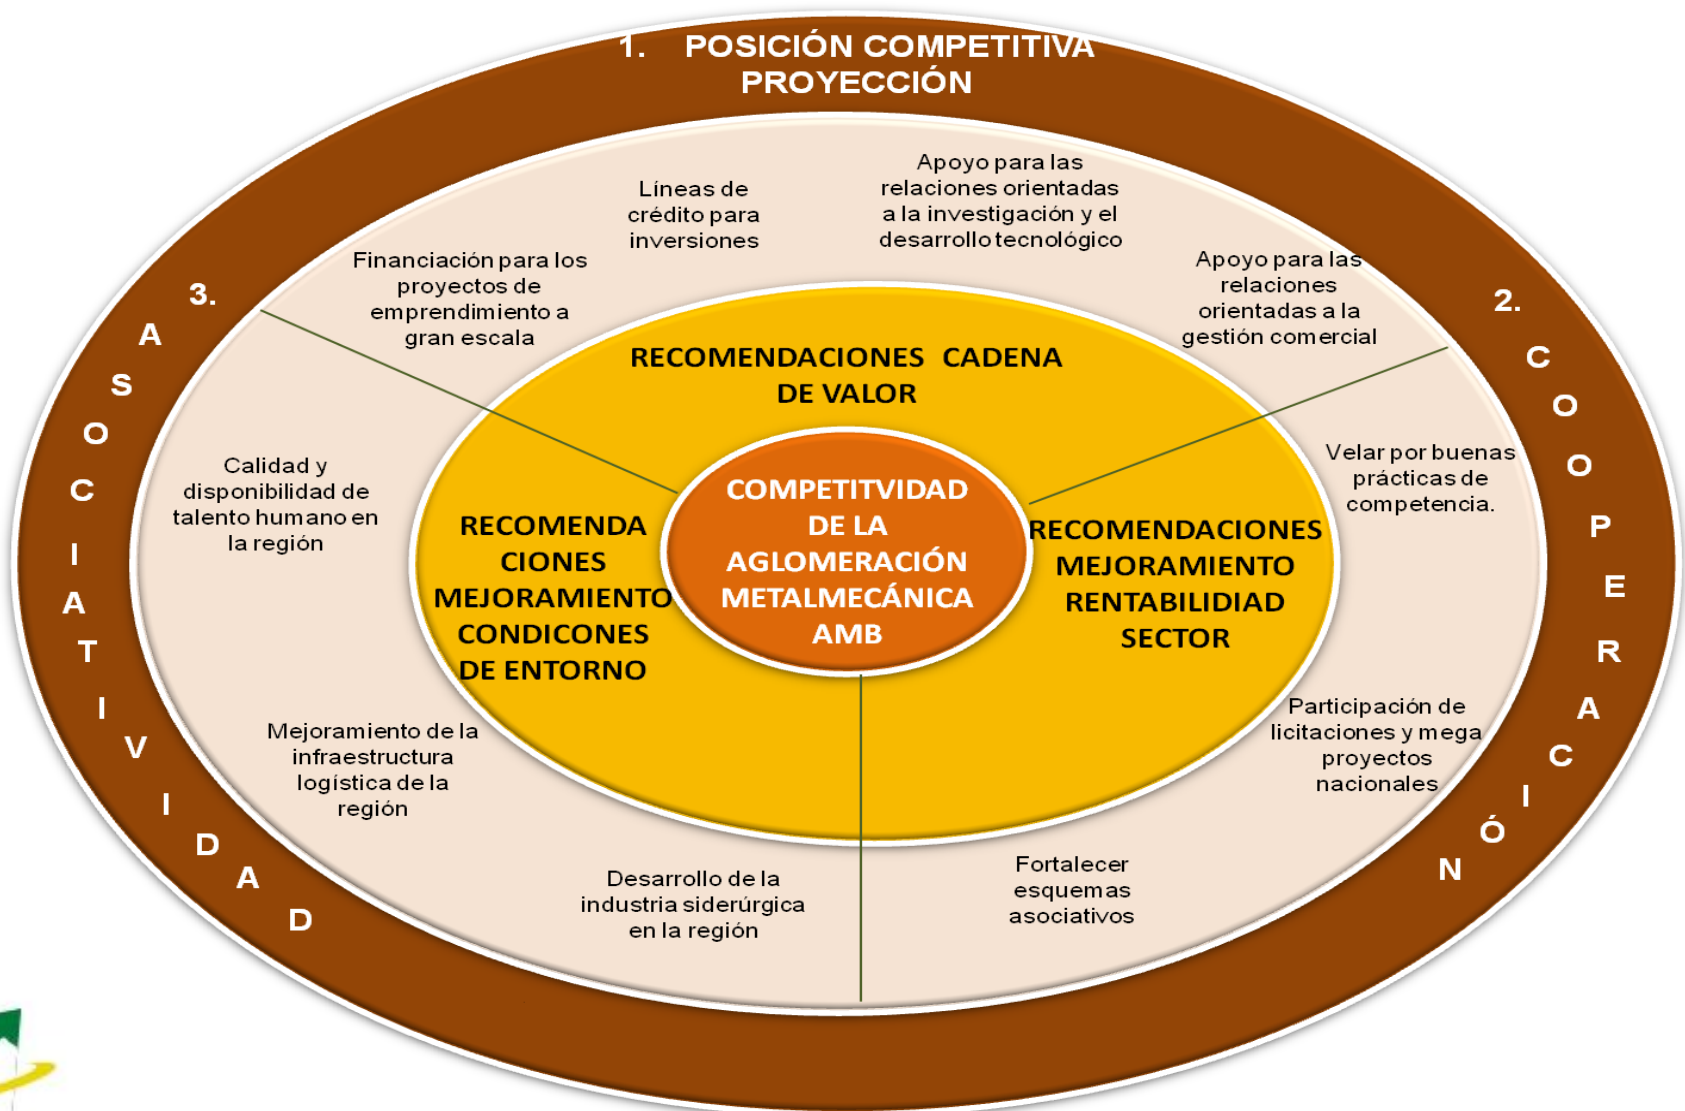 1. POSICIÓN COMPETITIVA
PROYECCIÓN
Líneas de
crédito para
inversiones
Apoyo para las
relaciones orientadas
a la investigación y el
desarrollo tecnológico
Financiación para los
proyectos de
emprendimiento a
gran escala
Apoyo para las
relaciones
orientadas a la
gestión comercial
RECOMENDACIONES CADENA
DE VALOR
2.
COOPERACIÓN
Velar por buenas
prácticas de
competencia.
Participación de
licitaciones y mega
proyectos
nacionales
Fortalecer
esquemas
asociativos
RECOMENDACIONES
MEJORAMIENTO
RENTABILIDIAD
SECTOR
3.
ASOCIATIVIDAD
Calidad y
disponibilidad de
talento humano en
la región
Mejoramiento de la
infraestructura
logística de la
región
Desarrollo de la
industria siderúrgica
en la región
RECOMENDA
CIONES
MEJORAMIENTO
CONDICONES
DE ENTORNO
COMPETITVIDAD
DE LA
AGLOMERACIÓN
METALMECÁNICA
AMB